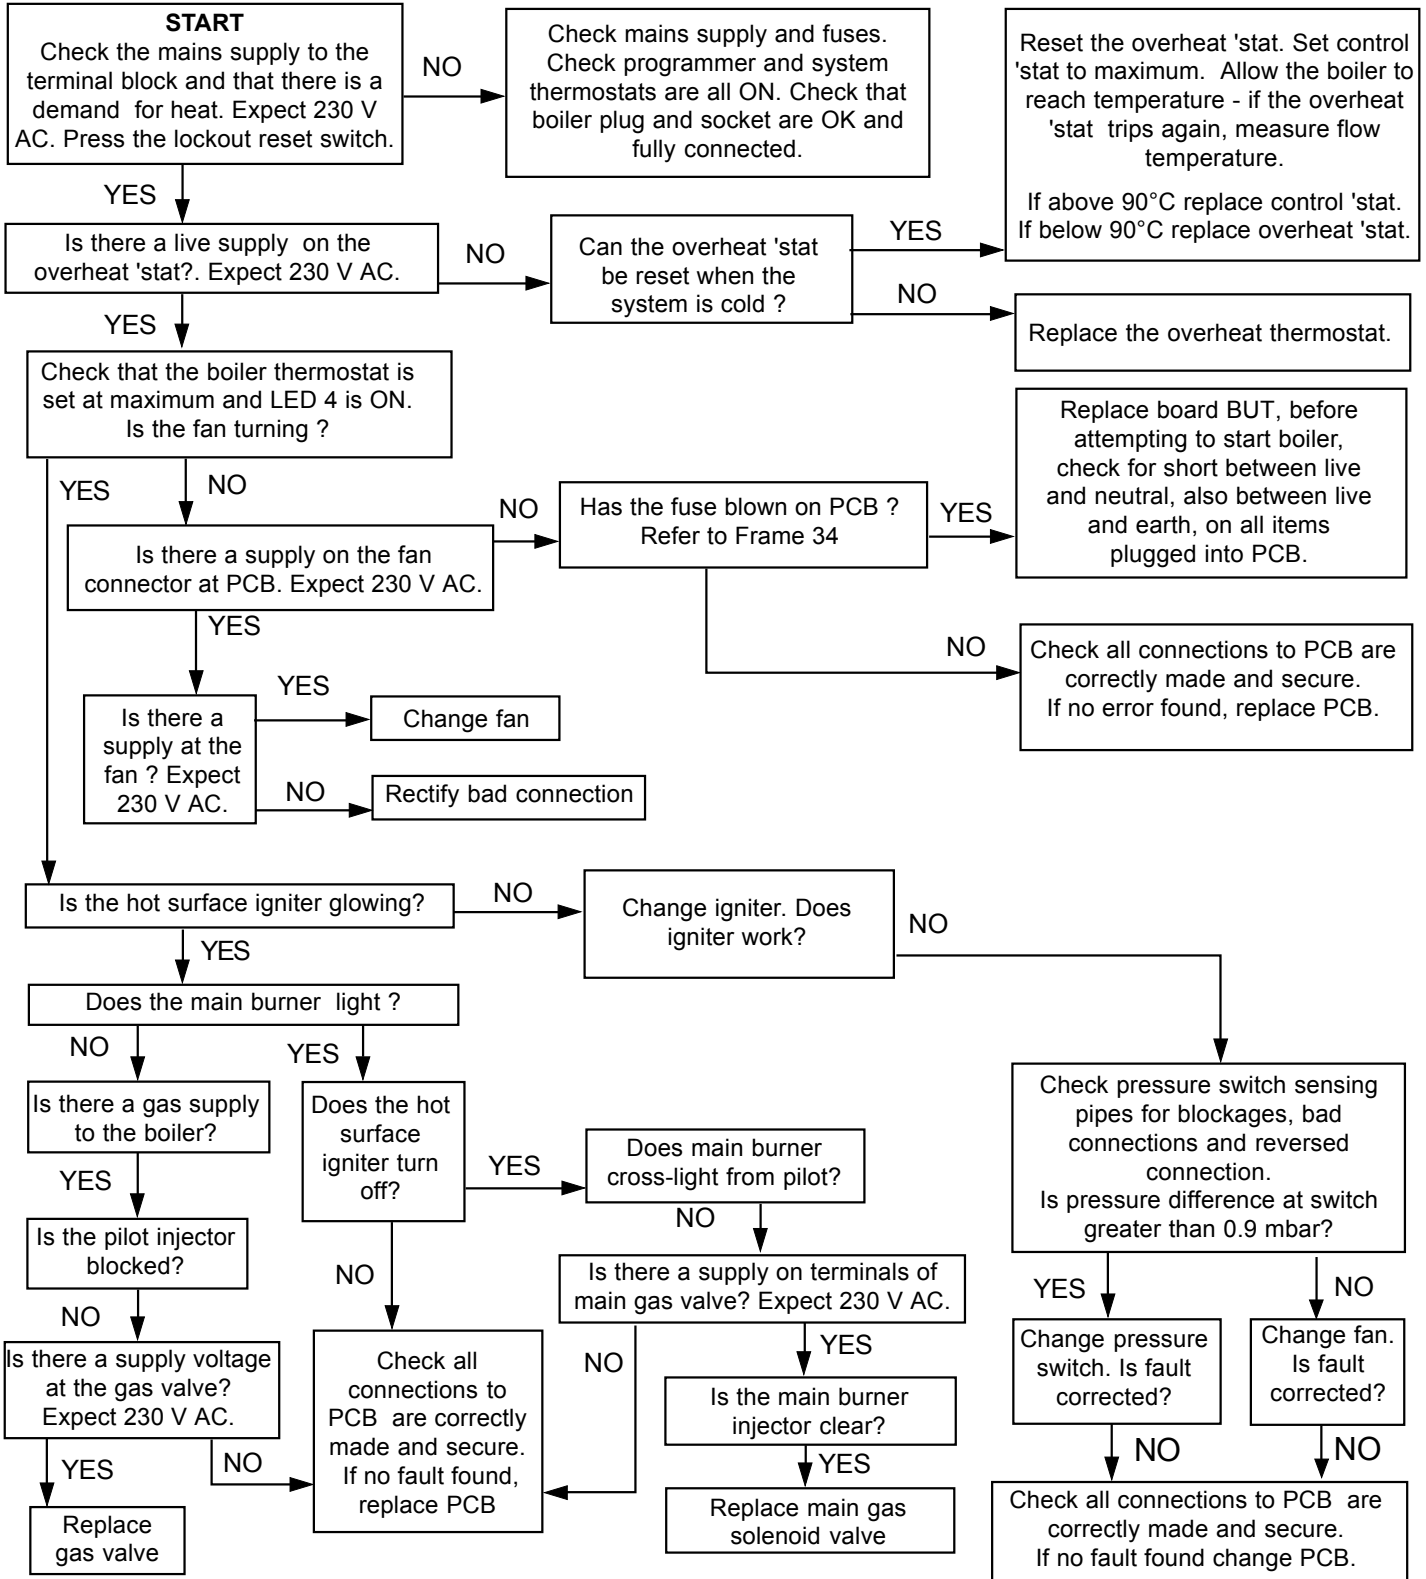 START
Check the mains supply to the
terminal block and that there is a
demand for heat. Expect 230 V
AC. Press the lockout reset switch.
NO
Check mains supply and fuses.
Check programmer and system
thermostats are all ON. Check that
boiler plug and socket are OK and
fully connected.
Reset the overheat 'stat. Set control
'stat to maximum. Allow the boiler to
reach temperature - if the overheat
'stat trips again, measure flow
temperature.
If above 90°C replace control 'stat.
If below 90°C replace overheat 'stat.
YES
Is there a live supply on the
overheat 'stat?. Expect 230 V AC.
NO
Can the overheat 'stat
be reset when the
system is cold ?
YES
NO
Replace the overheat thermostat.
YES
Check that the boiler thermostat is
set at maximum and LED 4 is ON.
Is the fan turning ?
YES
NO
Is there a supply on the fan
connector at PCB. Expect 230 V AC.
NO
Has the fuse blown on PCB ?
Refer to Frame 34
YES
Replace board BUT, before
attempting to start boiler,
check for short between live
and neutral, also between live
and earth, on all items
plugged into PCB.
NO
Check all connections to PCB are
correctly made and secure.
If no error found, replace PCB.
YES
Is there a
supply at the
fan ? Expect
230 V AC.
YES
Change fan
NO
Rectify bad connection
Is the hot surface igniter glowing?
NO
Change igniter. Does
igniter work?
NO
YES
Does the main burner light ?
NO
YES
Is there a gas supply
to the boiler?
YES
Is the pilot injector
blocked?
NO
Is there a supply voltage
at the gas valve?
Expect 230 V AC.
YES
NO
Replace
gas valve
Does the hot
surface
igniter turn
off?
YES
NO
Check all
connections to
PCB are correctly
made and secure.
If no fault found,
replace PCB
Does main burner
cross-light from pilot?
NO
Is there a supply on terminals of
main gas valve? Expect 230 V AC.
NO
YES
Is the main burner
injector clear?
YES
Replace main gas
solenoid valve
Check pressure switch sensing
pipes for blockages, bad
connections and reversed
connection.
Is pressure difference at switch
greater than 0.9 mbar?
YES
NO
Change pressure
switch. Is fault
corrected?
Change fan.
Is fault
corrected?
NO
NO
Check all connections to PCB are
correctly made and secure.
If no fault found change PCB.